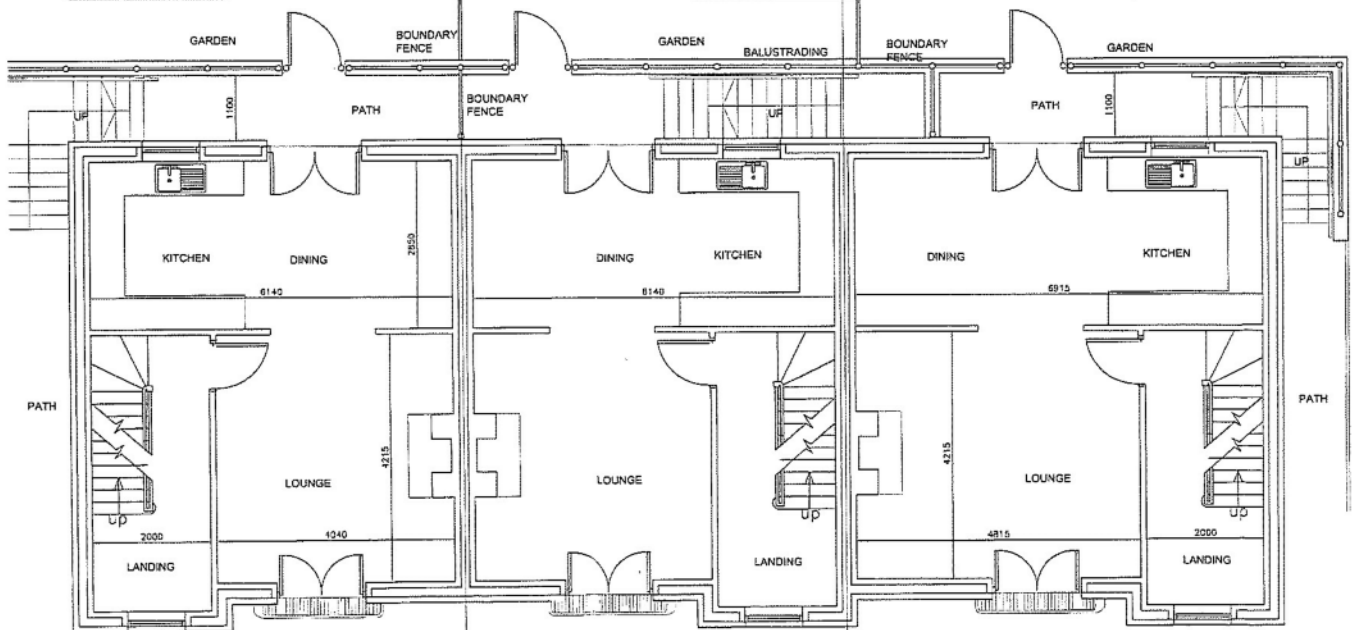 GARDEN
BOUNDARY
FENCE
GARDEN
BALUSTRADING
BOUNDARY
FENCE
GARDEN
UP
1100
PATH
BOUNDARY
FENCE
UP
PATH
1100
UP
KITCHEN
DINING
2850
DINING
KITCHEN
DINING
KITCHEN
6140
6140
6915
PATH
4215
LOUNGE
LOUNGE
4215
LOUNGE
PATH
up
up
up
2000
4040
4815
2000
LANDING
LANDING
LANDING